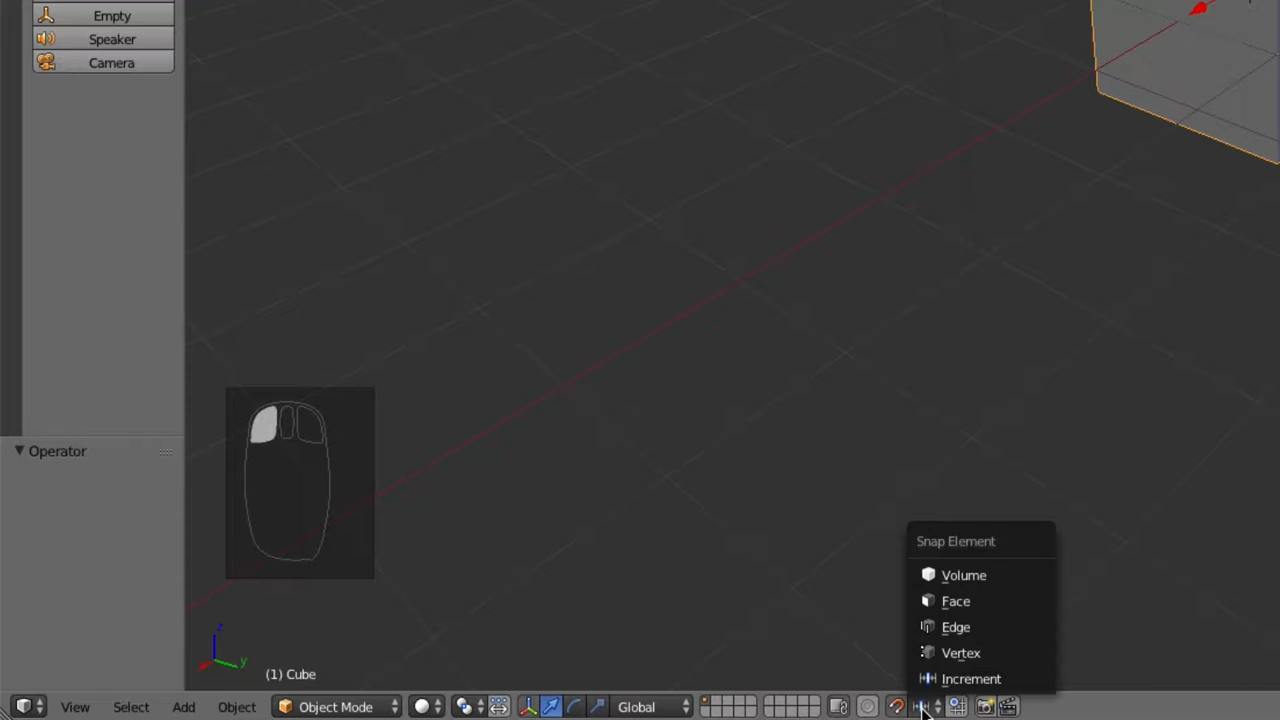 Empty
Speaker
Camera
Operator
Snap Element
Volume
Face
Edge
Vertex
Increment
z
y
(1) Cube
View Select Add Object Object Mode Global